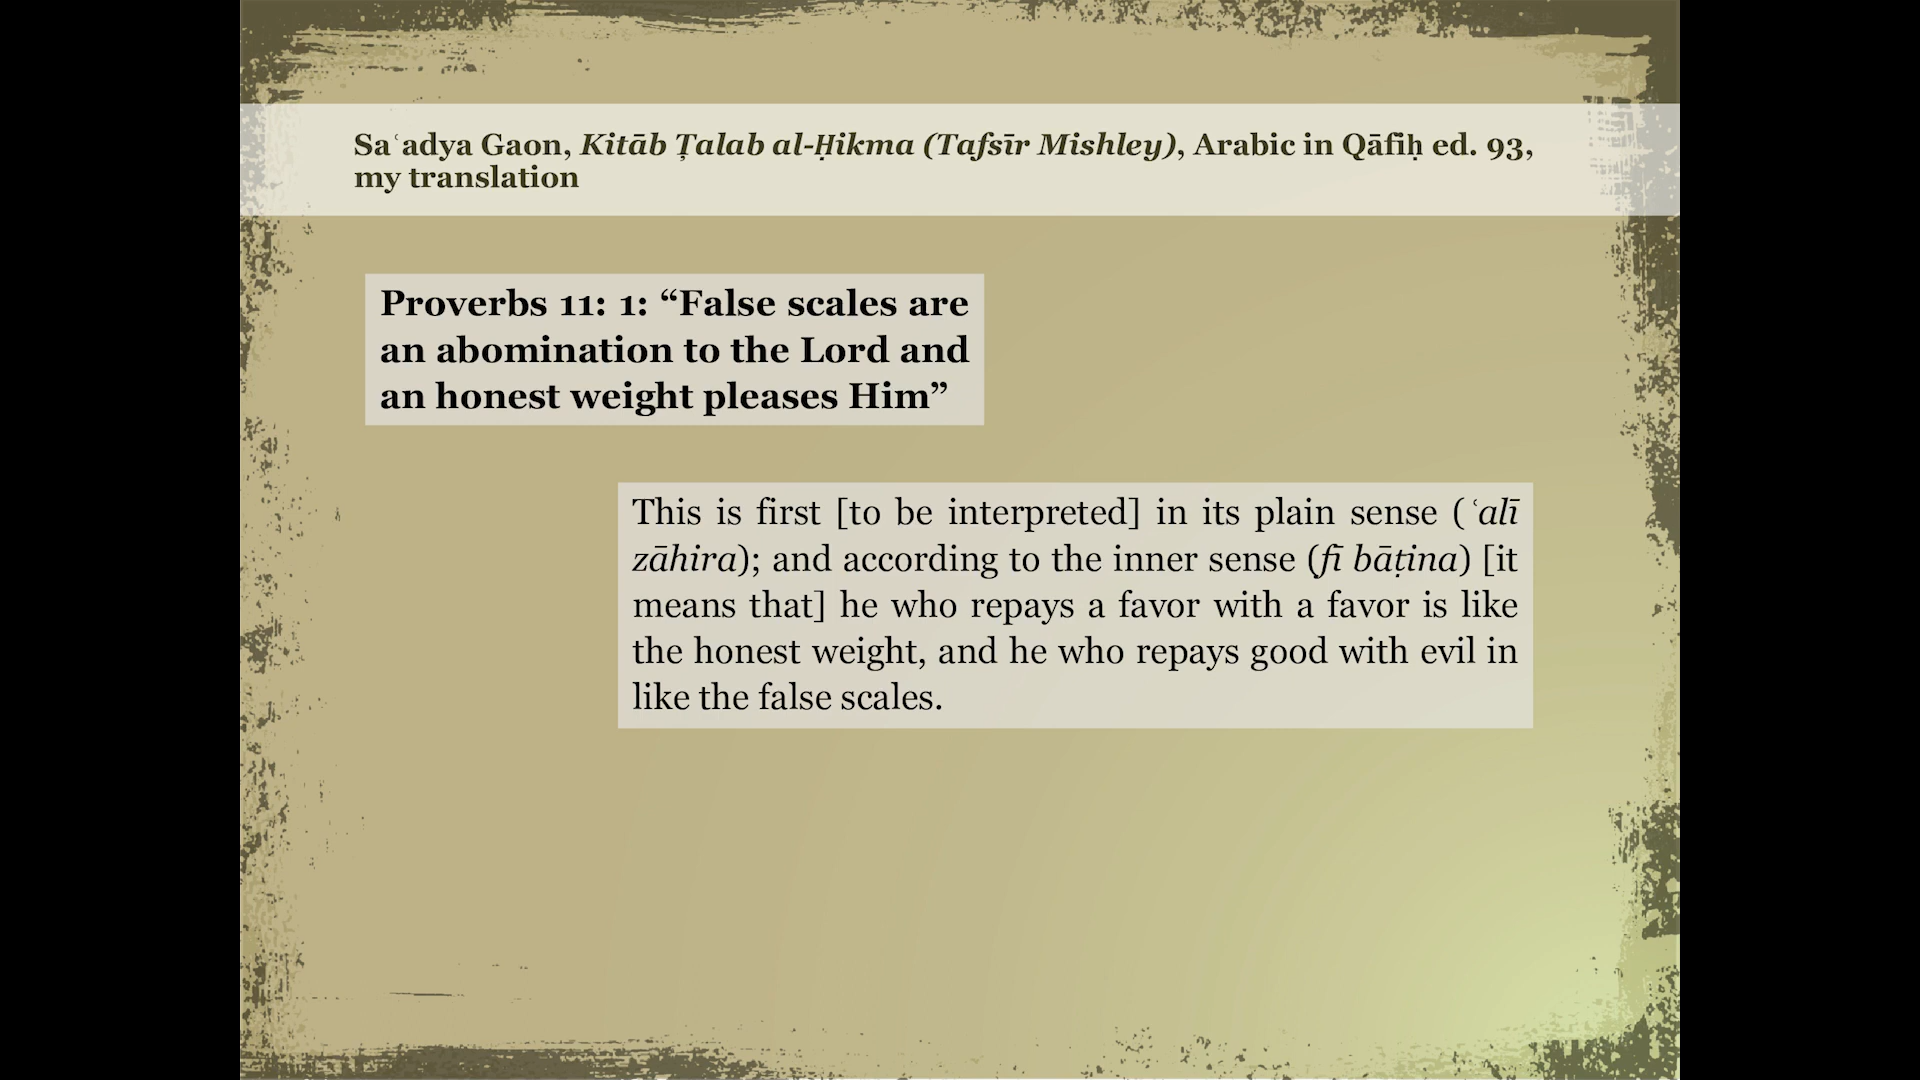 Saʿadya Gaon, Kitāb Ṭalab al-Ḥikma (Tafsīr Mishley), Arabic in Qāfiḥ ed. 93,
my translation
Proverbs 11: 1: “False scales are
an abomination to the Lord and
an honest weight pleases Him”
This is first [to be interpreted] in its plain sense (ʿalī
zāhira); and according to the inner sense (fī bāṭina) [it
means that] he who repays a favor with a favor is like
the honest weight, and he who repays good with evil in
like the false scales.